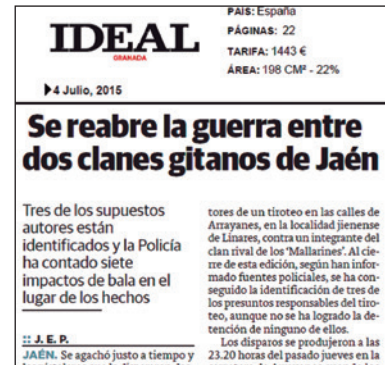 IDEAL
GRANADA
PAÍS: España
PÁGINAS: 22
TARIFA: 1443 €
ÁREA: 198 CM² - 22%
4 Julio, 2015
Se reabre la guerra entre
dos clanes gitanos de Jaén
Tres de los supuestos
autores están
identificados y la Policía
ha contado siete
impactos de bala en el
lugar de los hechos
:: J. E. P.
JAÉN. Se agachó justo a tiempo y
tores de un tiroteo en las calles de
Arrayanes, en la localidad jienense
de Linares, contra un integrante del
clan rival de los ‘Mallarines’. Al cie-
rre de esta edición, según han infor-
mado fuentes policiales, se ha con-
seguido la identificación de tres de
los presuntos responsables del tiro-
teo, aunque no se ha logrado la de-
tención de ninguno de ellos.
Los disparos se produjeron a las
23.20 horas del pasado jueves en la